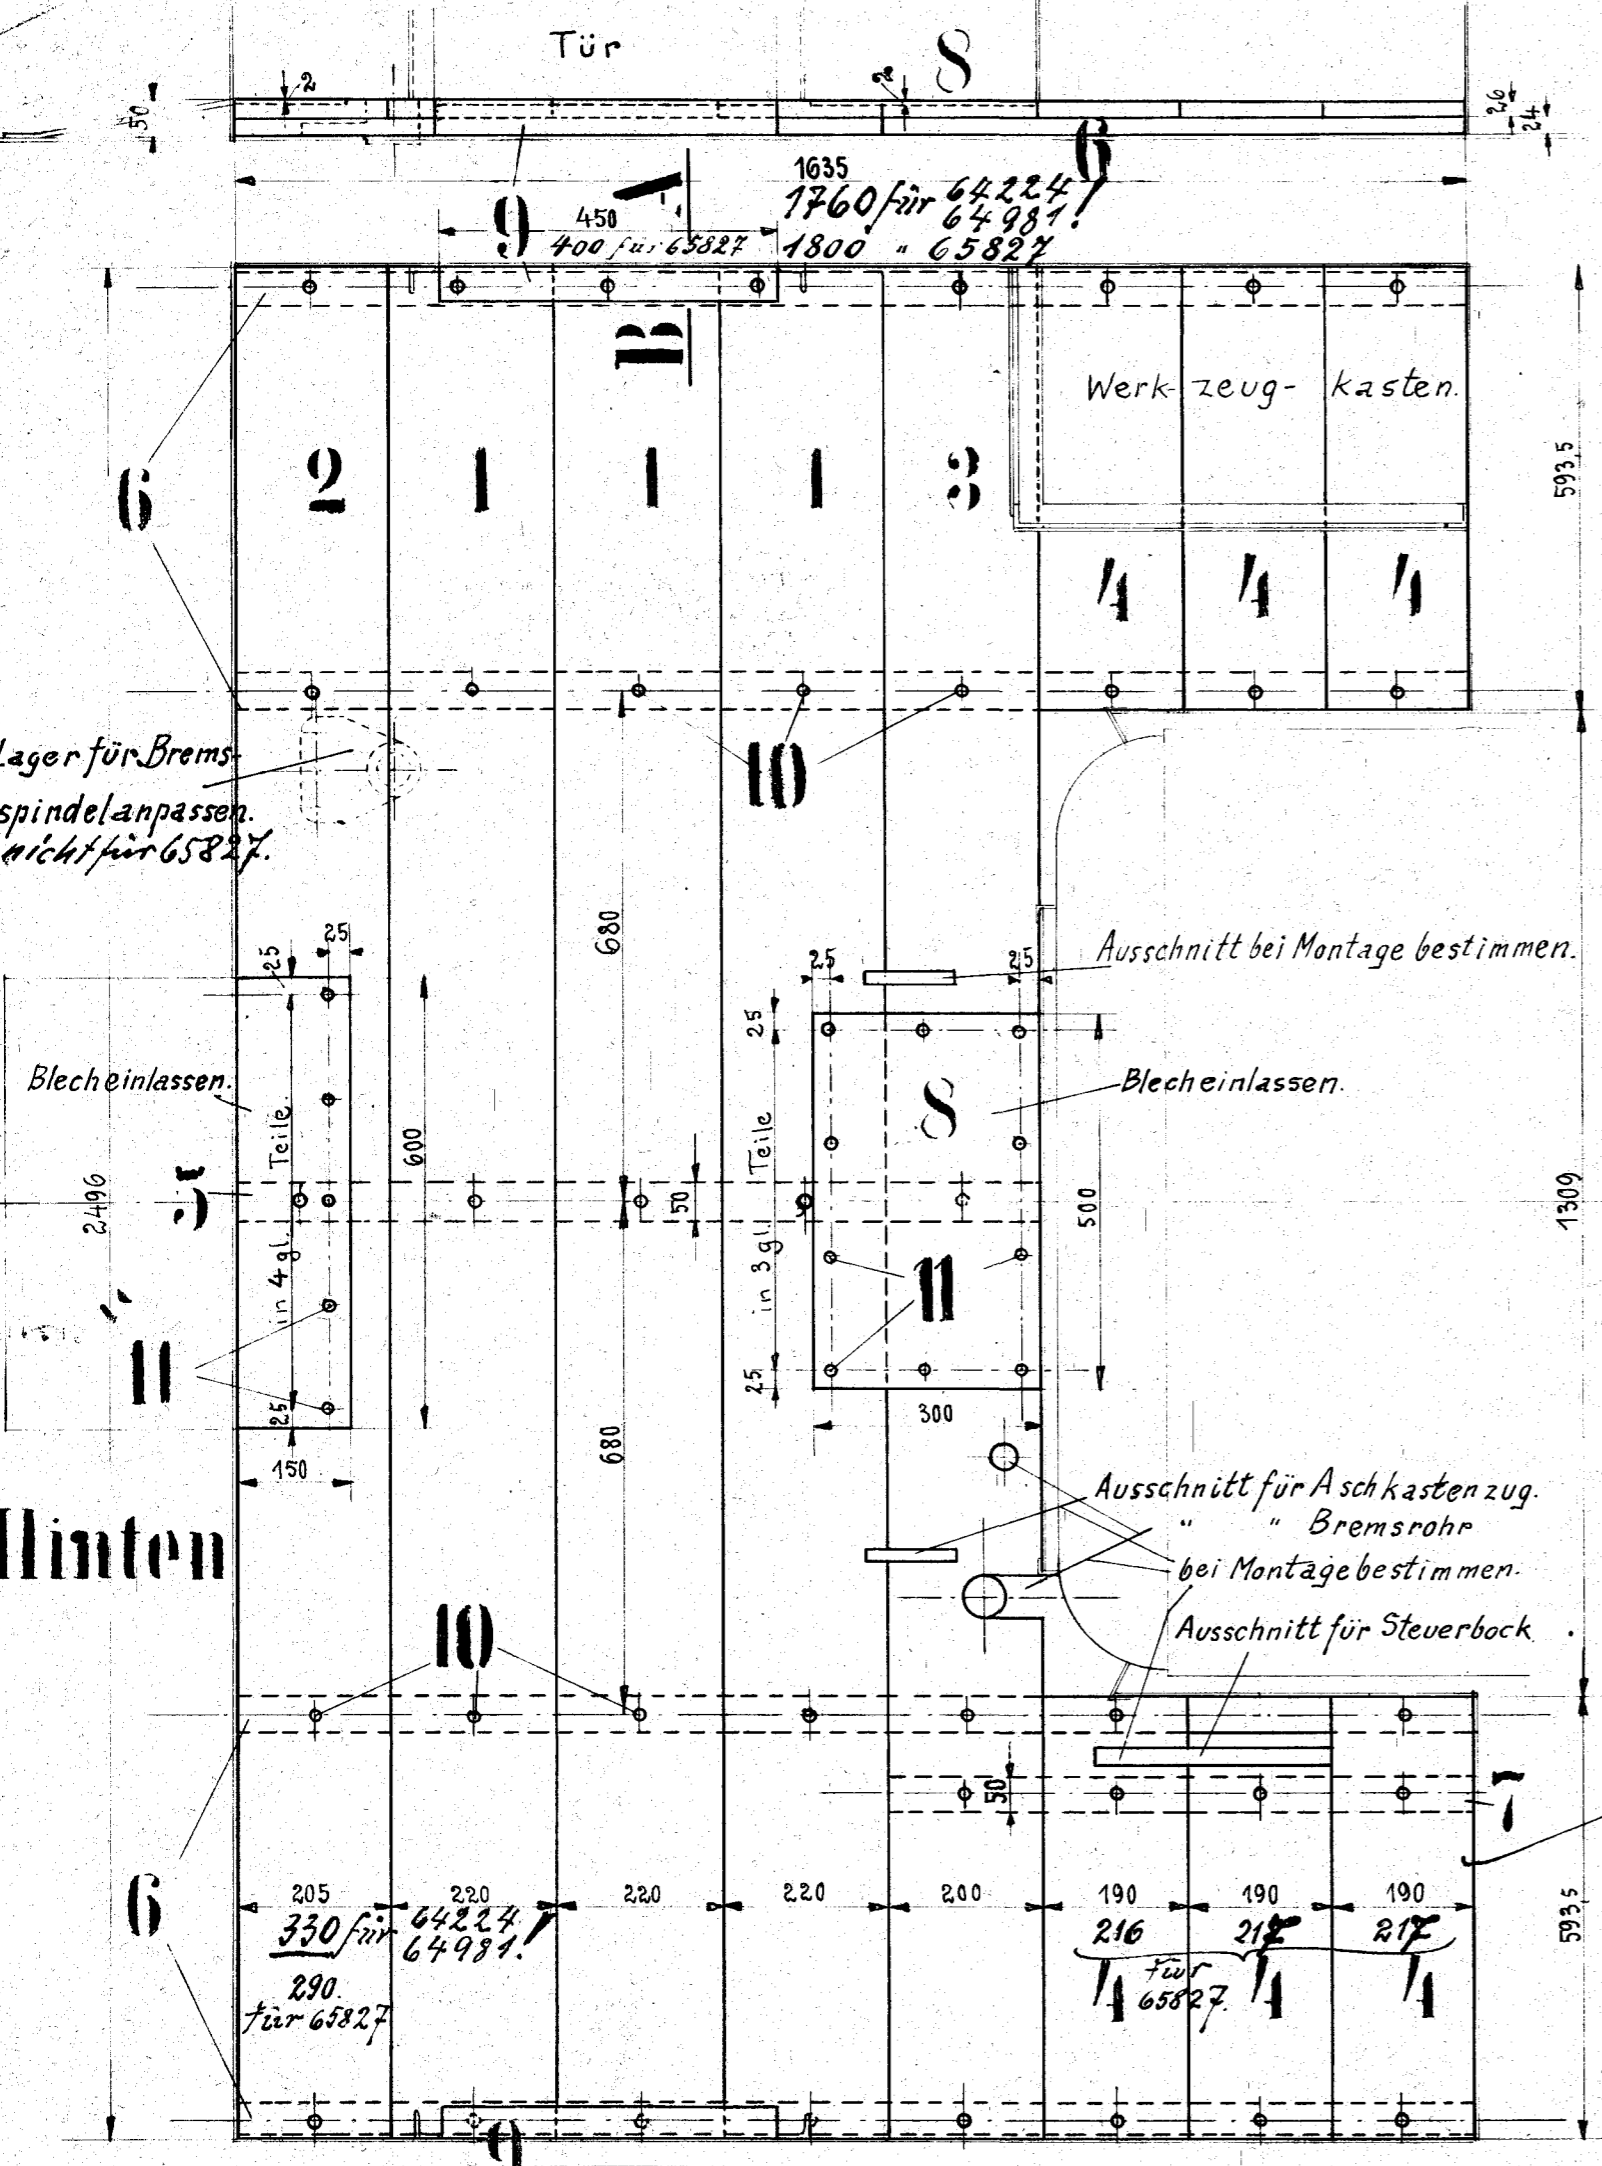 Tür
8
2
2
50
26
24
6
1635
1760 für 64224
64981!
1800 " 65827
A
9
450
400 für 65827
B
Werk- zeug- kasten.
6
2 1 1 1 3
593,5
4 4 4
Lager für Brems-
spindel anpassen.
nicht für 65827.
10
680
25
25
25
25
Ausschnitt bei Montage bestimmen.
25
Blech einlassen.
8
Blech einlassen.
in 4 gl. Teile
600
in 3 gl. Teile
500
5
2496
50
1309
11
11
25
25
300
680
150
Ausschnitt für Aschkastenzug.
" " Bremsrohr
bei Montage bestimmen.
Ausschnitt für Steuerbock
llinten
10
50
7
6
205 220 220 220 200 190 190 190
330 für 64224
64981!
216 217 217
593,5
290.
für 65827
für
65827.
4 4 4
9